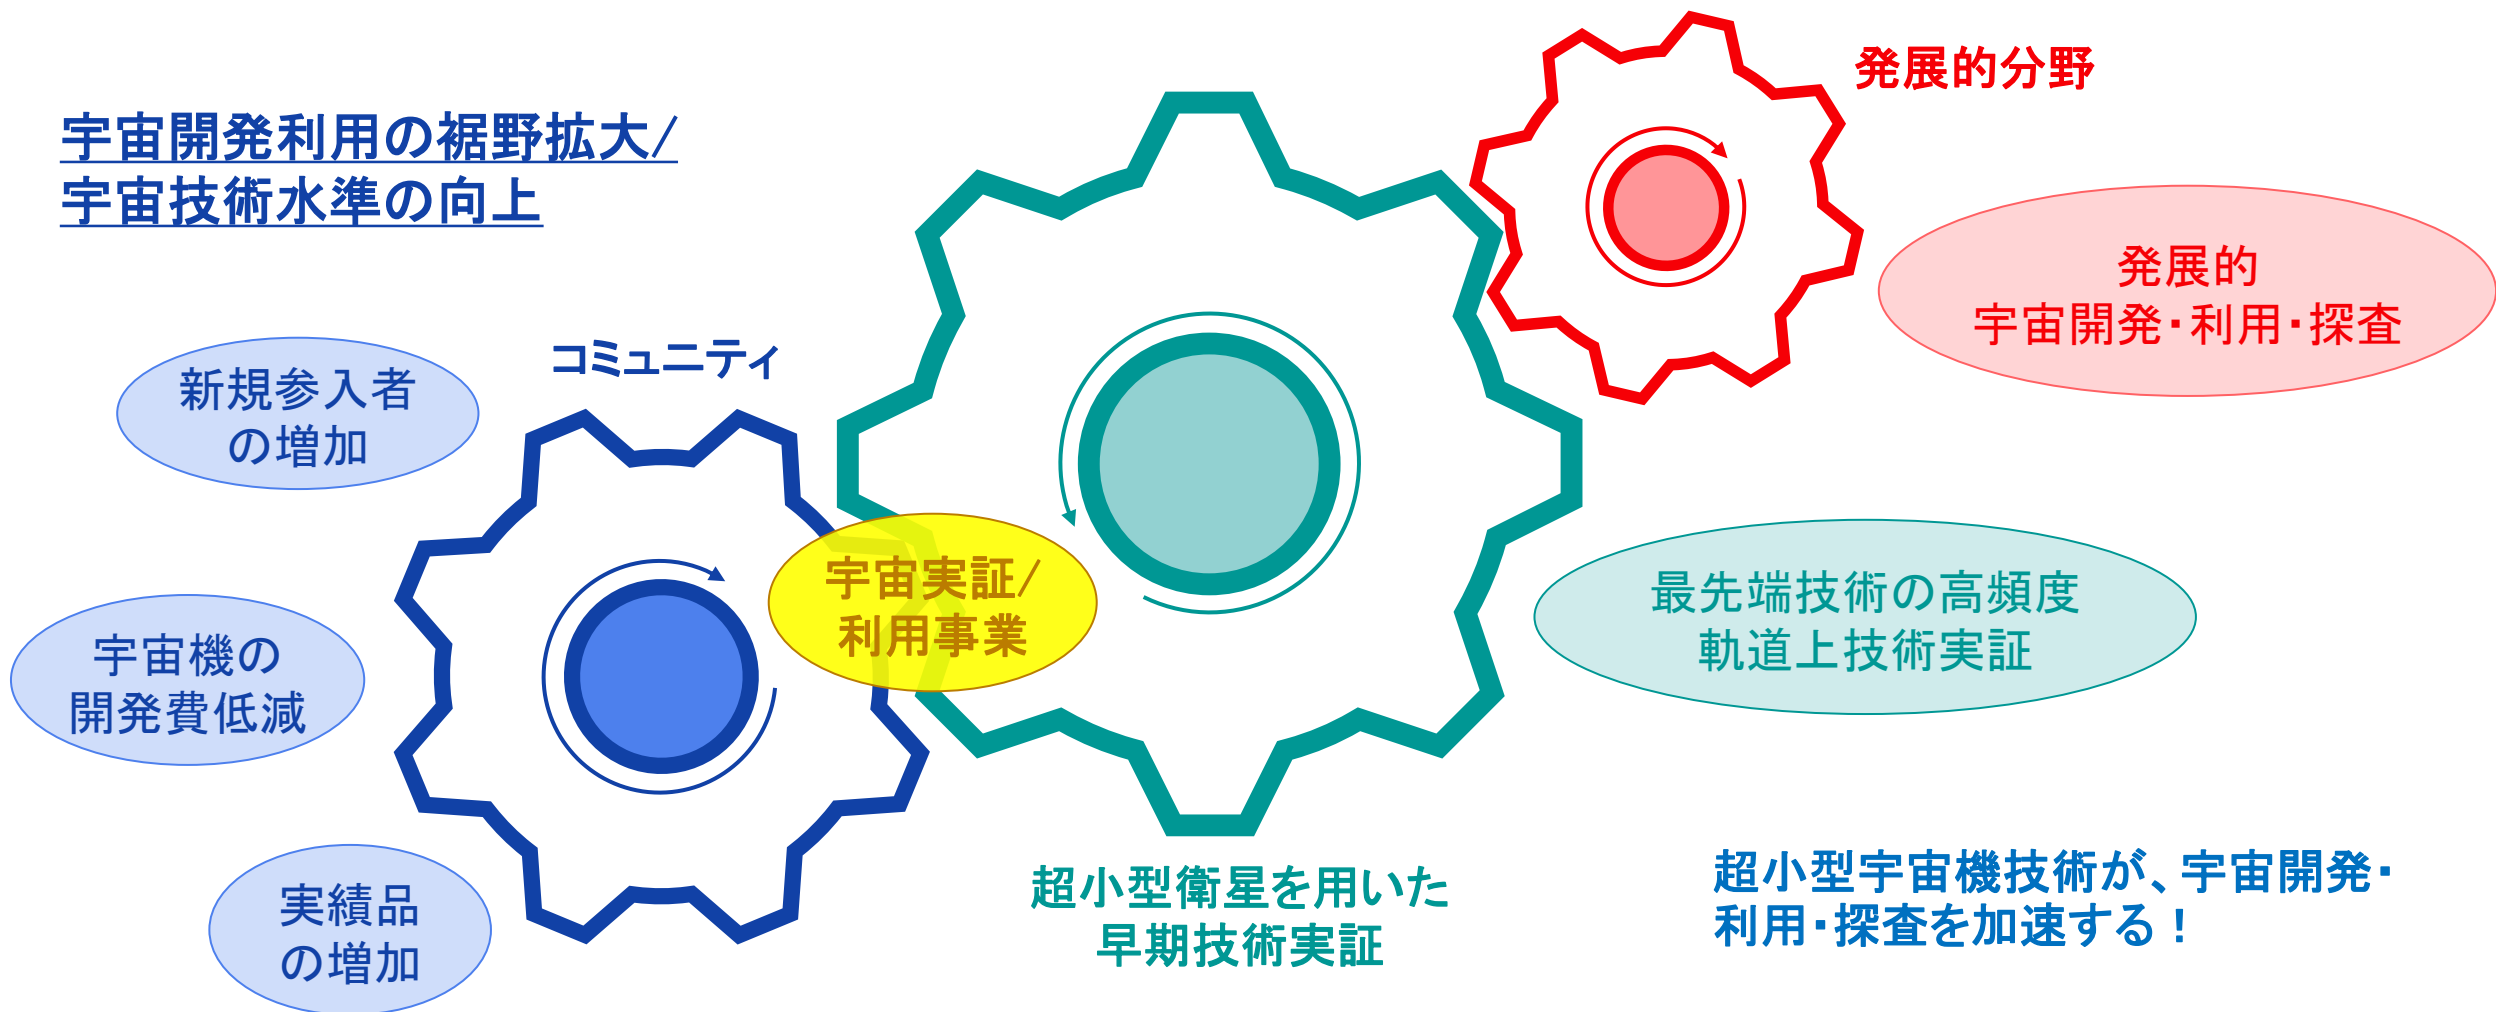 宇宙開発利用の裾野拡大/
宇宙技術水準の向上
発展的分野
発展的
宇宙開発・利用・探査
コミュニティ
新規参入者
の増加
宇宙実証/
利用事業
最先端技術の高頻度
軌道上技術実証
宇宙機の
開発費低減
実装品
の増加
超小型衛星を用いた
早期技術実証
超小型宇宙機技術が、宇宙開発・
利用・探査を加速する！